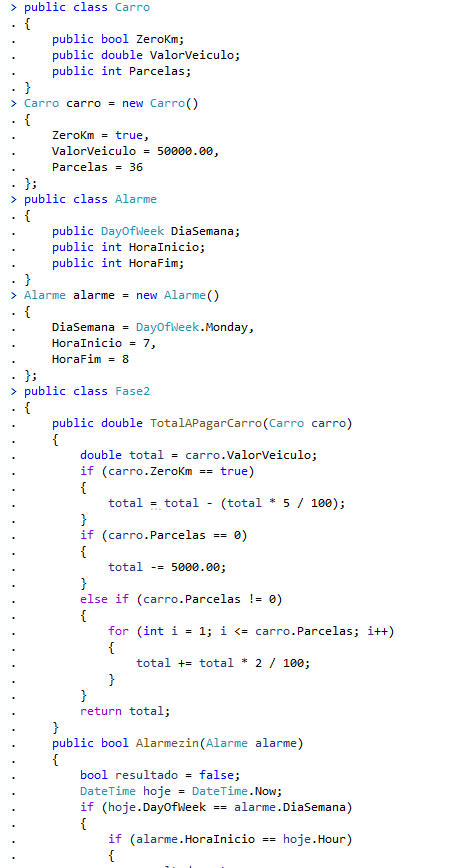 > public class Carro
. {
.     public bool ZeroKm;
.     public double ValorVeiculo;
.     public int Parcelas;
. }
> Carro carro = new Carro()
. {
.     ZeroKm = true,
.     ValorVeiculo = 50000.00,
.     Parcelas = 36
. };
> public class Alarme
. {
.     public DayOfWeek DiaSemana;
.     public int HoraInicio;
.     public int HoraFim;
. }
> Alarme alarme = new Alarme()
. {
.     DiaSemana = DayOfWeek.Monday,
.     HoraInicio = 7,
.     HoraFim = 8
. };
> public class Fase2
. {
.     public double TotalAPagarCarro(Carro carro)
.     {
.         double total = carro.ValorVeiculo;
.         if (carro.ZeroKm == true)
.         {
.             total = total - (total * 5 / 100);
.         }
.         if (carro.Parcelas == 0)
.         {
.             total -= 5000.00;
.         }
.         else if (carro.Parcelas != 0)
.         {
.             for (int i = 1; i <= carro.Parcelas; i++)
.             {
.                 total += total * 2 / 100;
.             }
.         }
.         return total;
.     }
.     public bool Alarmezin(Alarme alarme)
.     {
.         bool resultado = false;
.         DateTime hoje = DateTime.Now;
.         if (hoje.DayOfWeek == alarme.DiaSemana)
.         {
.             if (alarme.HoraInicio == hoje.Hour)
.             {